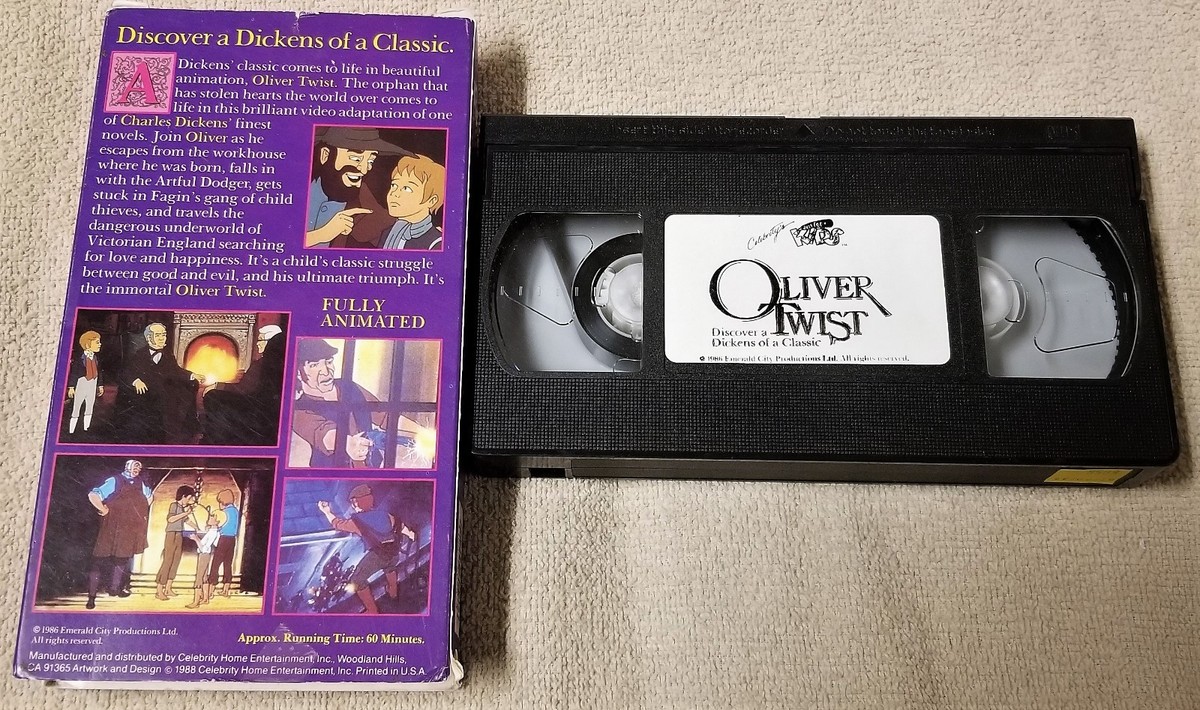 Discover a Dickens of a Classic.
A Dickens' classic comes to life in beautiful
animation, Oliver Twist. The orphan that
has stolen hearts the world over comes to
life in this brilliant video adaptation of one
of Charles Dickens' finest
novels. Join Oliver as he
escapes from the workhouse
where he was born, falls in
with the Artful Dodger, gets
stuck in Fagin's gang of child
thieves, and travels the
dangerous underworld of
Victorian England searching
for love and happiness. It's a child's classic struggle
between good and evil, and his ultimate triumph. It's
the immortal Oliver Twist.
FULLY
ANIMATED
© 1986 Emerald City Productions Ltd.
All rights reserved.
Approx. Running Time: 60 Minutes.
Manufactured and distributed by Celebrity Home Entertainment, Inc., Woodland Hills,
CA 91365 Artwork and Design © 1988 Celebrity Home Entertainment, Inc. Printed in U.S.A.
Insert this side into recorder Do not touch the tape inside
Celebrity's
KIDS TM
OLIVER
TWIST
Discover a
Dickens of a Classic
© 1986 Emerald City Productions Ltd. All rights reserved.